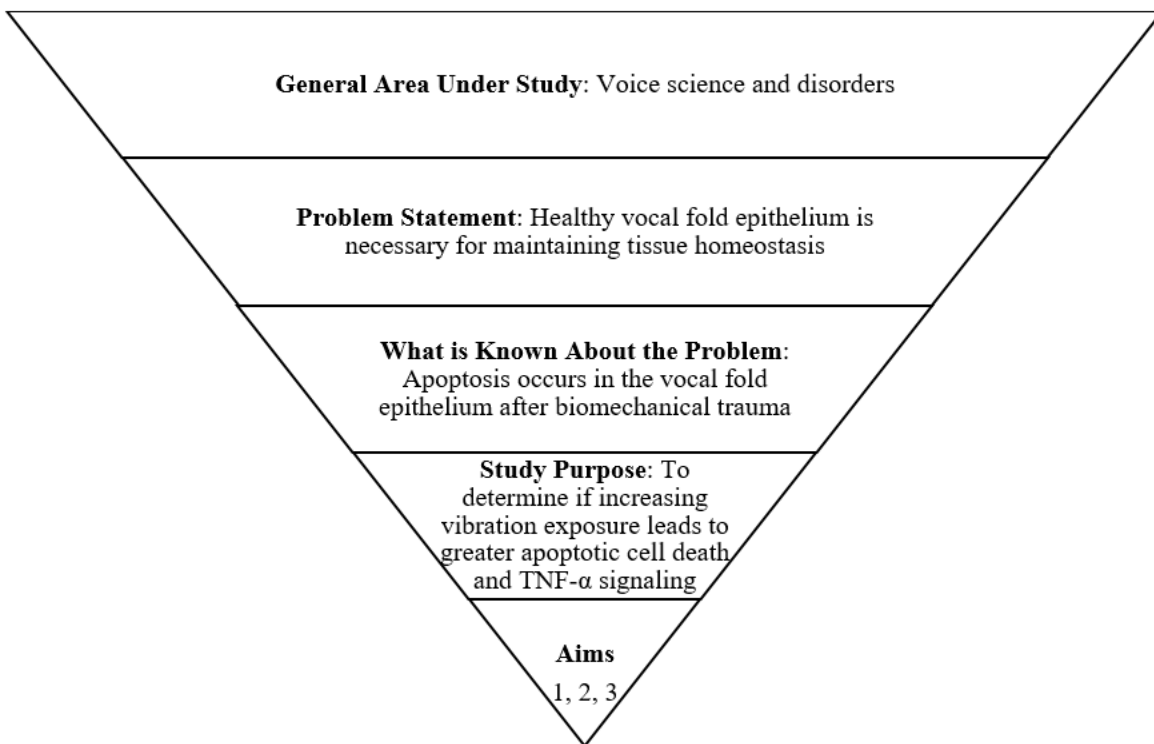 General Area Under Study: Voice science and disorders
Problem Statement: Healthy vocal fold epithelium is
necessary for maintaining tissue homeostasis
What is Known About the Problem:
Apoptosis occurs in the vocal fold
epithelium after biomechanical trauma
Study Purpose: To
determine if increasing
vibration exposure leads to
greater apoptotic cell death
and TNF-α signaling
Aims
1, 2, 3